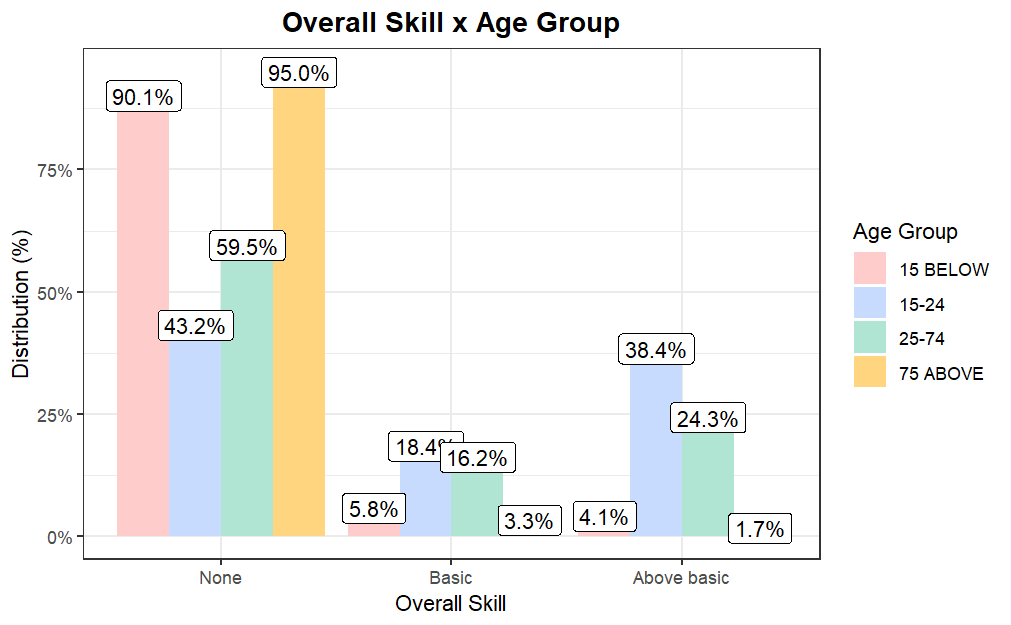 Overall Skill x Age Group
Distribution (%)
75%
50%
25%
0%
90.1%
43.2%
59.5%
95.0%
5.8%
18.4%
16.2%
3.3%
4.1%
38.4%
24.3%
1.7%
None
Basic
Above basic
Overall Skill
Age Group
15 BELOW
15-24
25-74
75 ABOVE